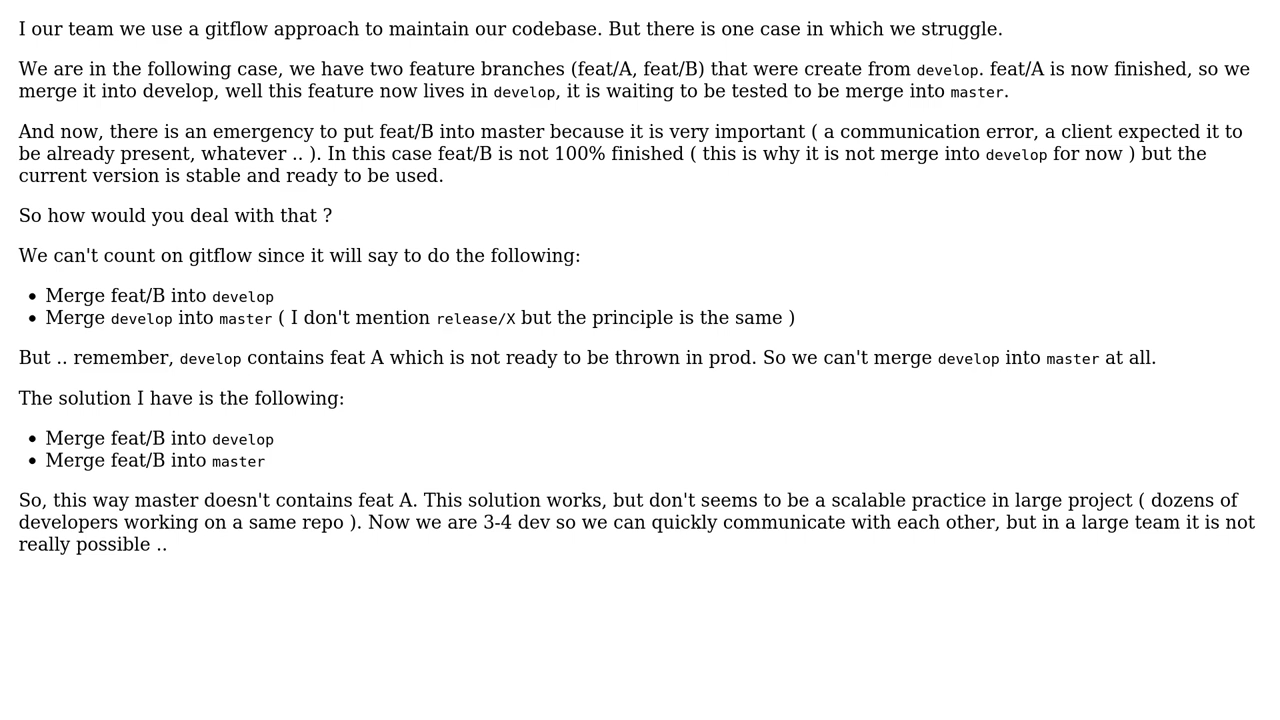 I our team we use a gitflow approach to maintain our codebase. But there is one case in which we struggle.
We are in the following case, we have two feature branches (feat/A, feat/B) that were create from develop. feat/A is now finished, so we
merge it into develop, well this feature now lives in develop, it is waiting to be tested to be merge into master.
And now, there is an emergency to put feat/B into master because it is very important ( a communication error, a client expected it to
be already present, whatever .. ). In this case feat/B is not 100% finished ( this is why it is not merge into develop for now ) but the
current version is stable and ready to be used.
So how would you deal with that ?
We can't count on gitflow since it will say to do the following:
• Merge feat/B into develop
• Merge develop into master ( I don't mention release/X but the principle is the same )
But .. remember, develop contains feat A which is not ready to be thrown in prod. So we can't merge develop into master at all.
The solution I have is the following:
• Merge feat/B into develop
• Merge feat/B into master
So, this way master doesn't contains feat A. This solution works, but don't seems to be a scalable practice in large project ( dozens of
developers working on a same repo ). Now we are 3-4 dev so we can quickly communicate with each other, but in a large team it is not
really possible ..